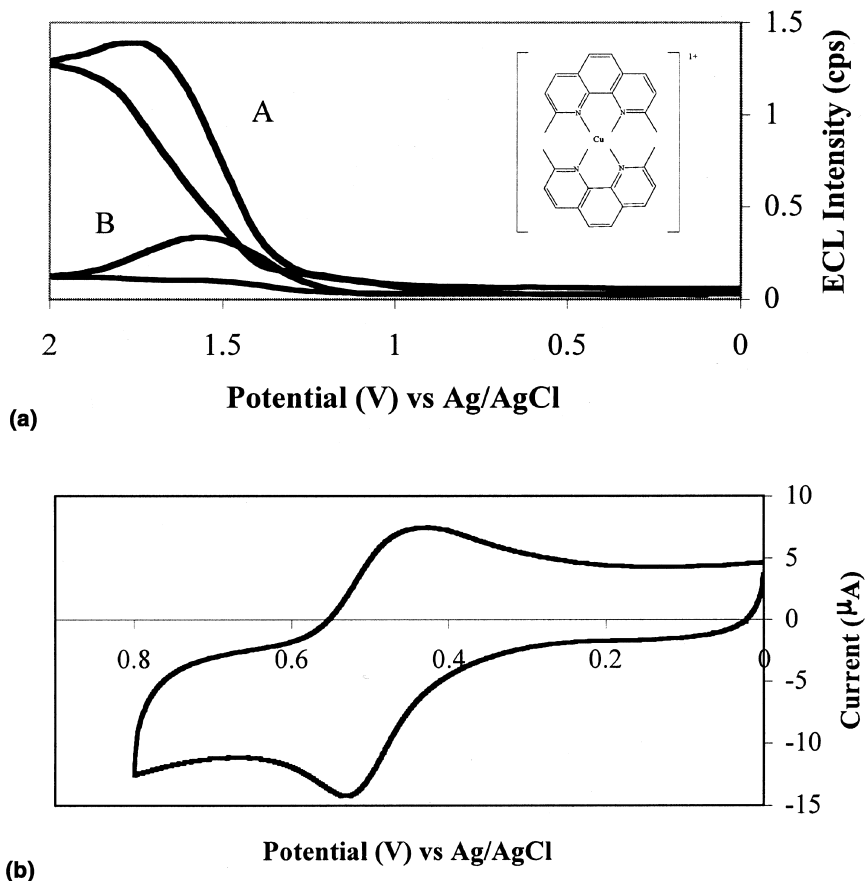 1.5
1
0.5
0
ECL Intensity (cps)
A
B
1+
N
N
Cu
N
N
2
1.5
1
0.5
0
Potential (V) vs Ag/AgCl
(a)
10
5
0
-5
-10
-15
Current (μA)
0.8
0.6
0.4
0.2
0
Potential (V) vs Ag/AgCl
(b)